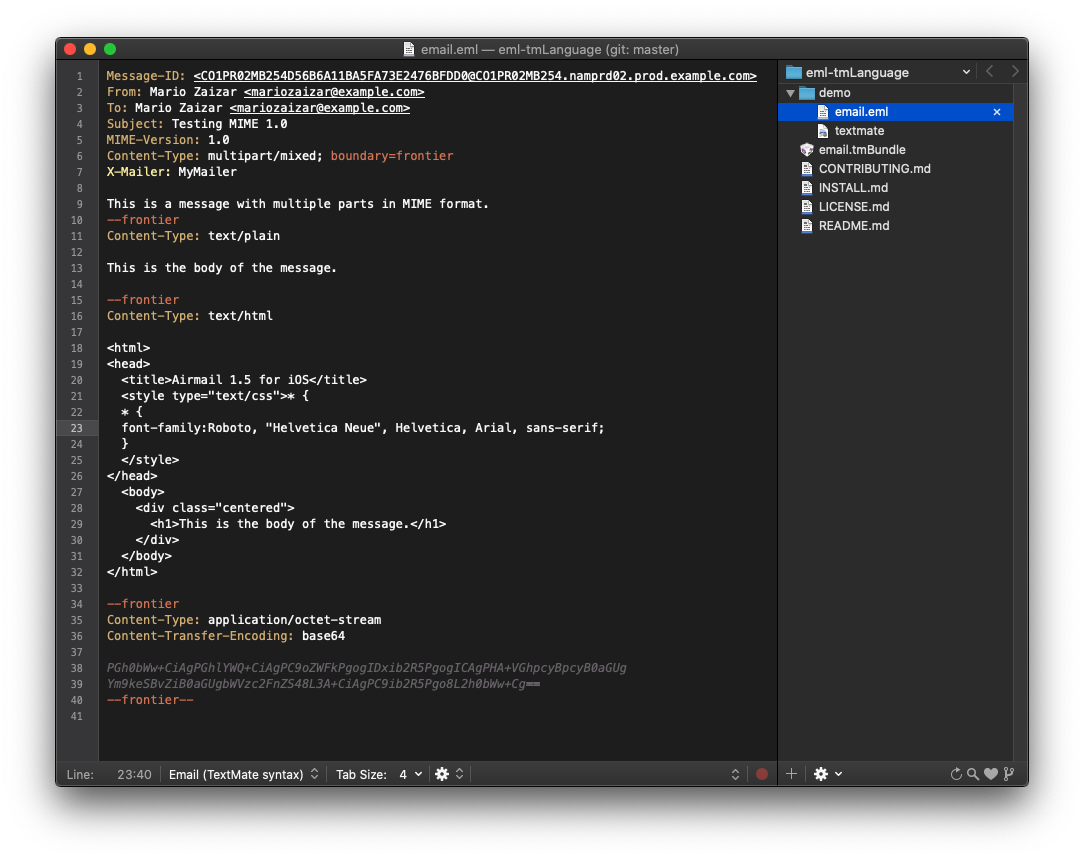 email.eml — eml-tmLanguage (git: master)
1 Message-ID: <CO1PR02MB254D56B6A11BA5FA73E2476BFDD0@CO1PR02MB254.namprd02.prod.example.com>
2 From: Mario Zaizar <mariozaizar@example.com>
3 To: Mario Zaizar <mariozaizar@example.com>
4 Subject: Testing MIME 1.0
5 MIME-Version: 1.0
6 Content-Type: multipart/mixed; boundary=frontier
7 X-Mailer: MyMailer
8
9 This is a message with multiple parts in MIME format.
10 --frontier
11 Content-Type: text/plain
12
13 This is the body of the message.
14
15 --frontier
16 Content-Type: text/html
17
18 <html>
19 <head>
20 <title>Airmail 1.5 for iOS</title>
21 <style type="text/css">* {
22 * {
23 font-family:Roboto, "Helvetica Neue", Helvetica, Arial, sans-serif;
24 }
25 </style>
26 </head>
27 <body>
28 <div class="centered">
29 <h1>This is the body of the message.</h1>
30 </div>
31 </body>
32 </html>
33
34 --frontier
35 Content-Type: application/octet-stream
36 Content-Transfer-Encoding: base64
37
38 PGh0bWw+CiAgPGhlYWQ+CiAgPC9oZWFkPgogIDxib2R5PgogICAgPHA+VGhpcyBpcyB0aGUg
39 Ym9keSBvZiB0aGUgbWVzc2FnZS48L3A+CiAgPC9ib2R5Pgo8L2h0bWw+Cg==
40 --frontier--
41
eml-tmLanguage
demo
email.eml
textmate
email.tmBundle
CONTRIBUTING.md
INSTALL.md
LICENSE.md
README.md
Line: 23:40 Email (TextMate syntax) Tab Size: 4